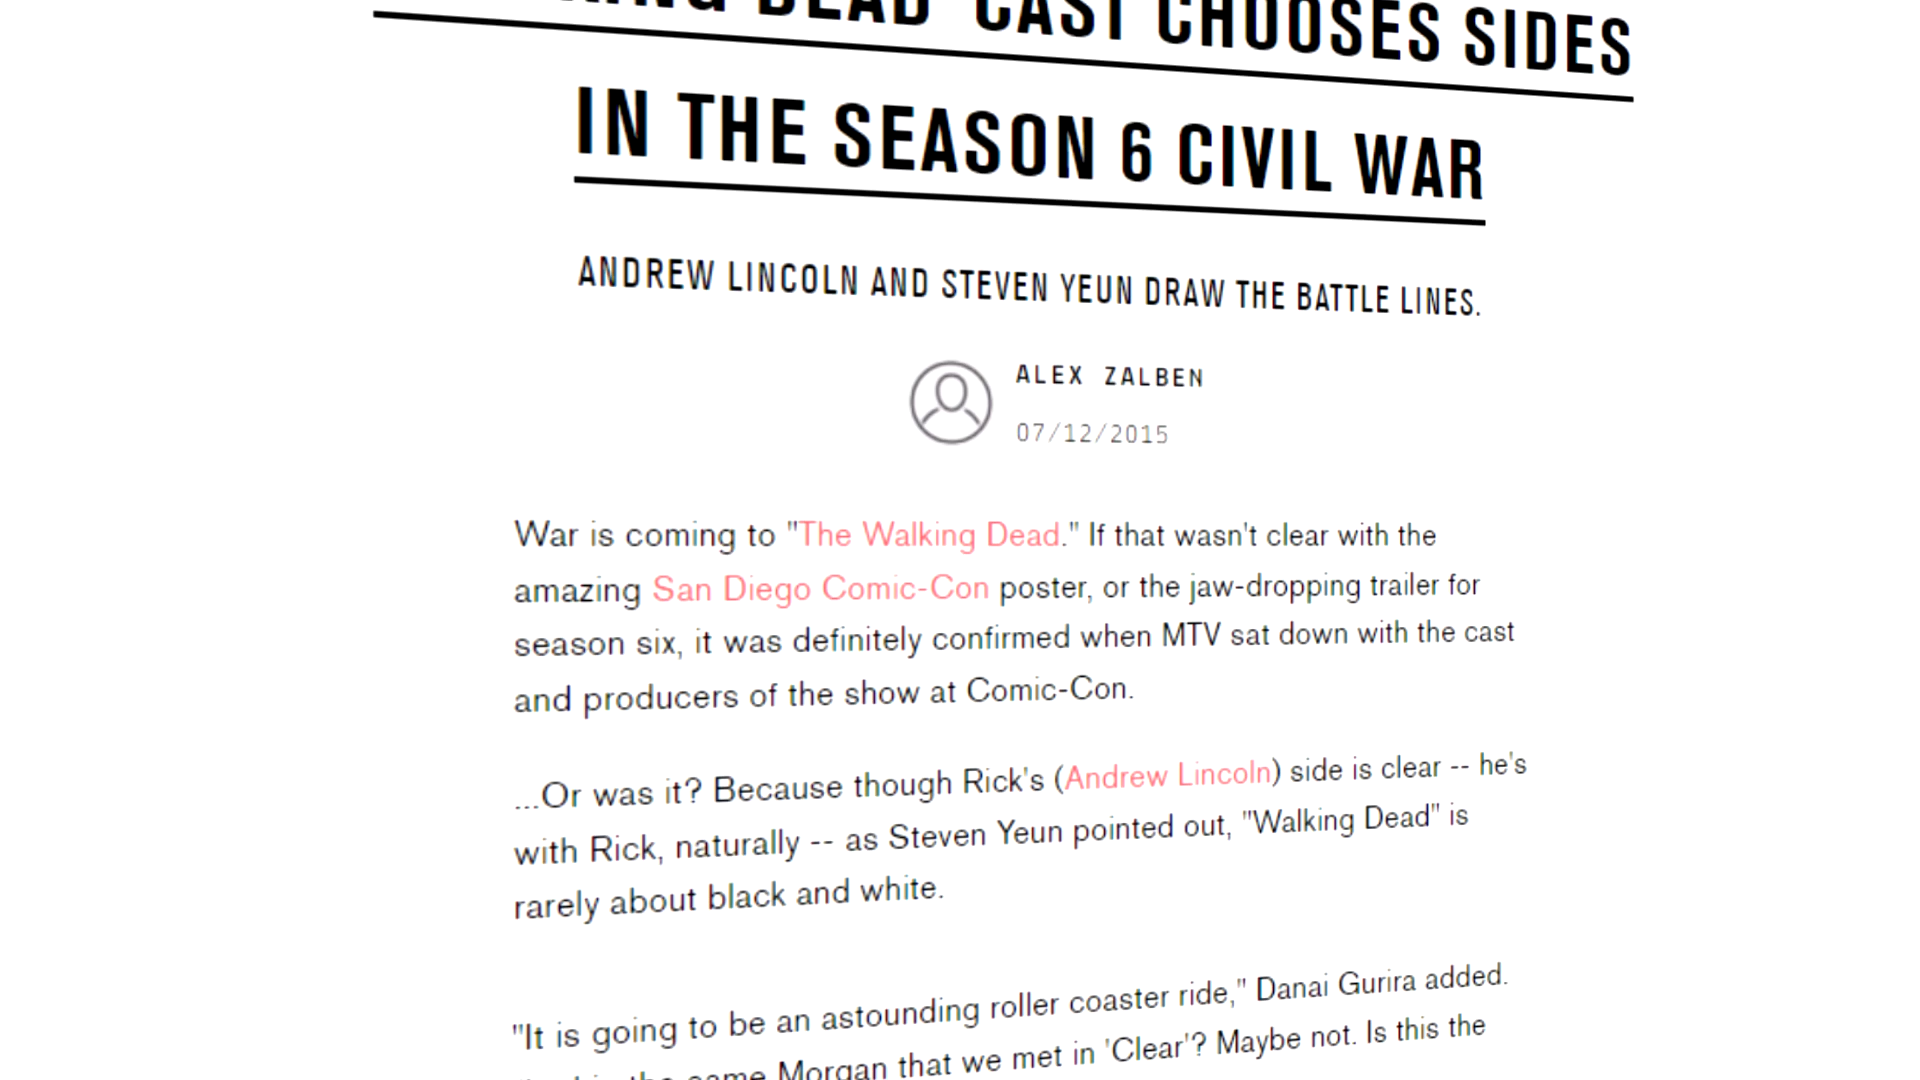 DEAD' CAST CHOOSES SIDES
IN THE SEASON 6 CIVIL WAR
ANDREW LINCOLN AND STEVEN YEUN DRAW THE BATTLE LINES.
ALEX ZALBEN
07/12/2015
War is coming to "The Walking Dead." If that wasn't clear with the
amazing San Diego Comic-Con poster, or the jaw-dropping trailer for
season six, it was definitely confirmed when MTV sat down with the cast
and producers of the show at Comic-Con.
...Or was it? Because though Rick's (Andrew Lincoln) side is clear -- he's
with Rick, naturally -- as Steven Yeun pointed out, "Walking Dead" is
rarely about black and white.
"It is going to be an astounding roller coaster ride," Danai Gurira added.
the same Morgan that we met in 'Clear'? Maybe not. Is this the